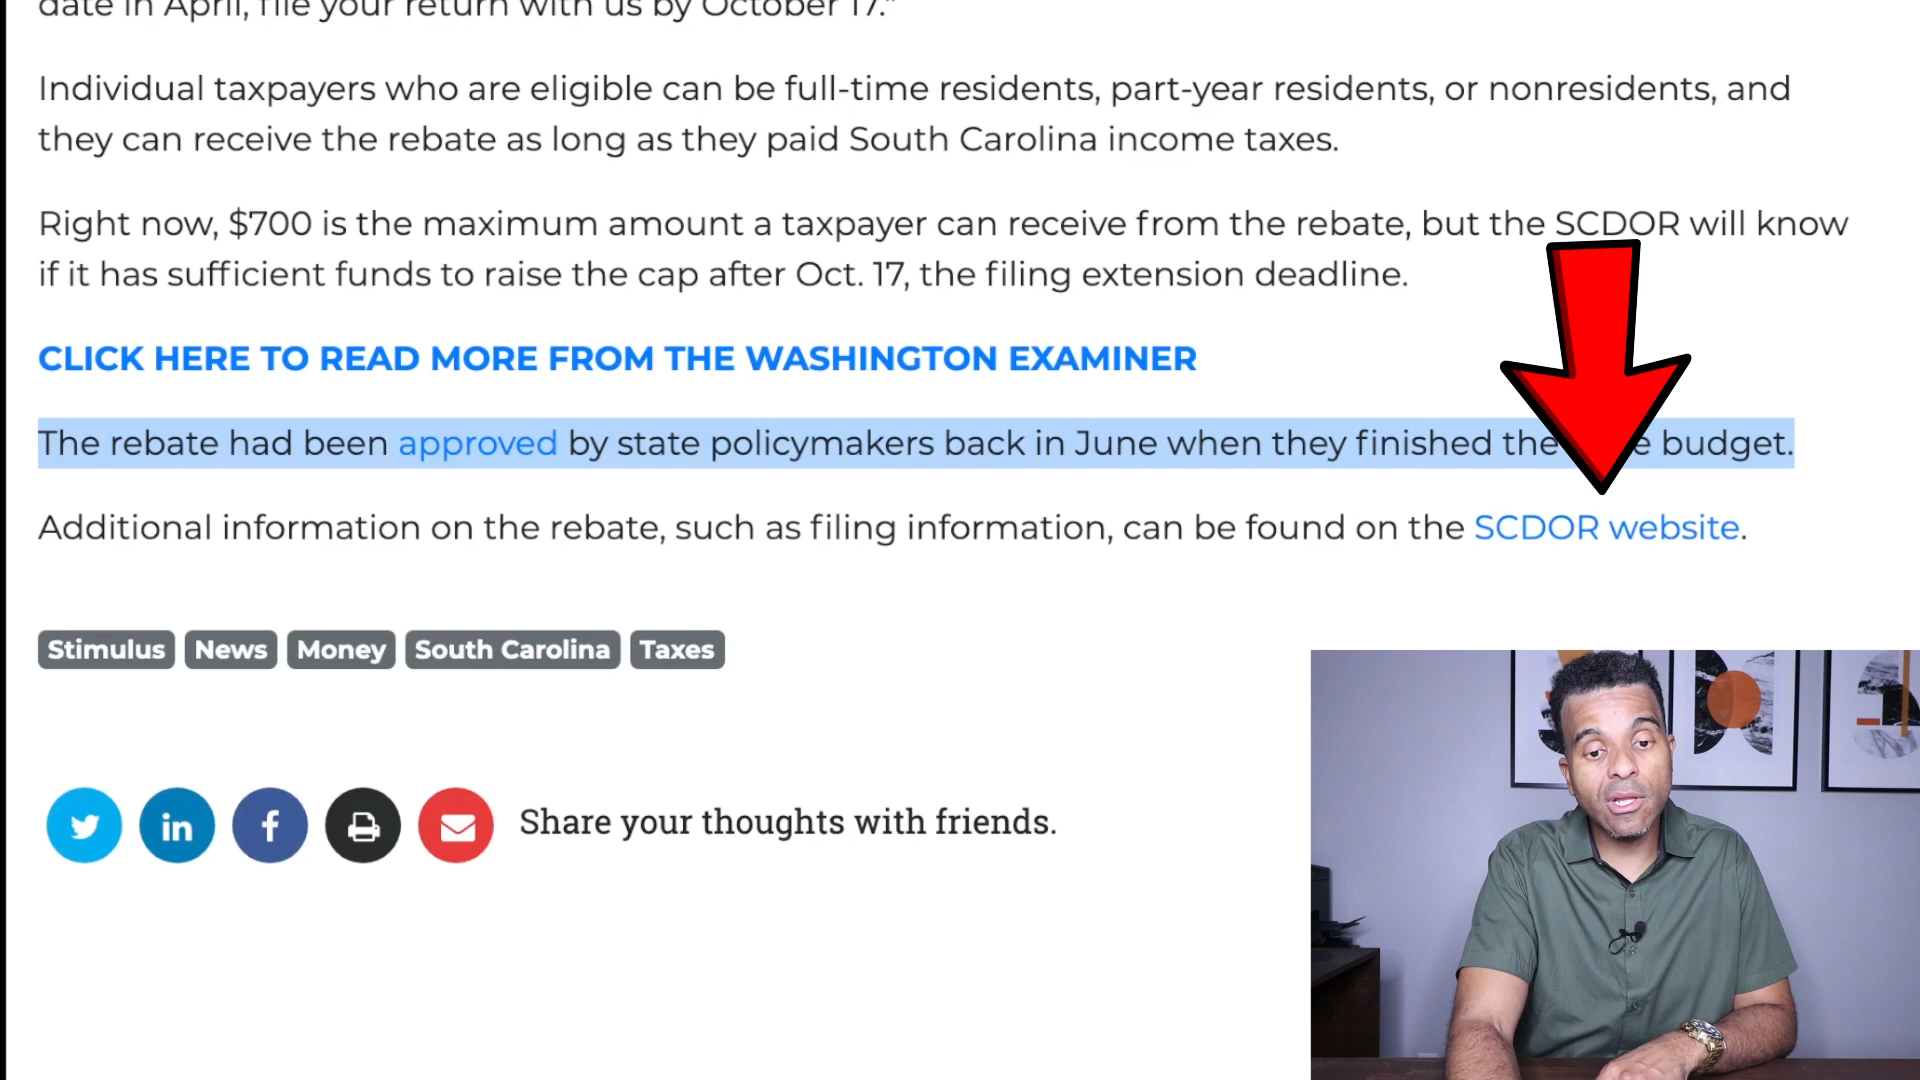 date in April, file your return with us by October 17."
Individual taxpayers who are eligible can be full-time residents, part-year residents, or nonresidents, and
they can receive the rebate as long as they paid South Carolina income taxes.
Right now, $700 is the maximum amount a taxpayer can receive from the rebate, but the SCDOR will know
if it has sufficient funds to raise the cap after Oct. 17, the filing extension deadline.
CLICK HERE TO READ MORE FROM THE WASHINGTON EXAMINER
The rebate had been approved by state policymakers back in June when they finished the budget.
Additional information on the rebate, such as filing information, can be found on the SCDOR website.
Stimulus News Money South Carolina Taxes
Share your thoughts with friends.